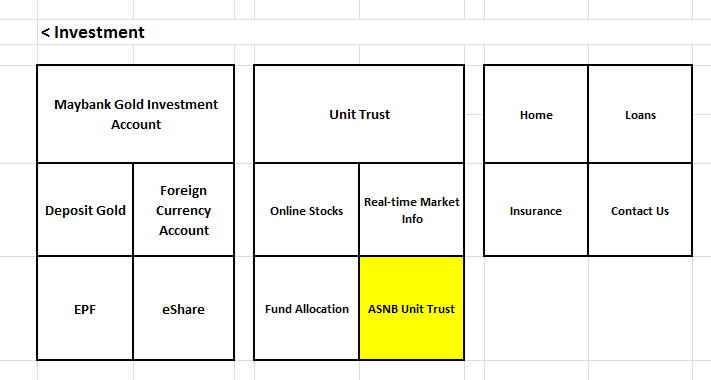 < Investment
Maybank Gold Investment
Account
Unit Trust
Home
Loans
Deposit Gold
Foreign
Currency
Account
Online Stocks
Real-time Market
Info
Insurance
Contact Us
EPF
eShare
Fund Allocation
ASNB Unit Trust